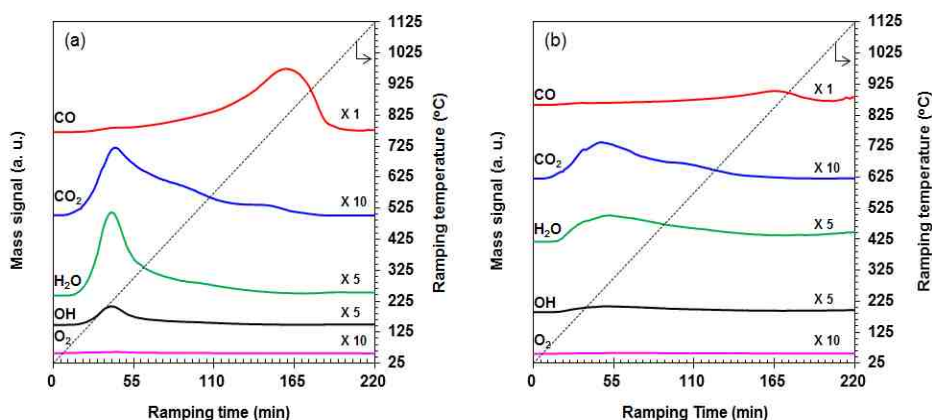 (a)
CO
X 1
CO2
X 10
H2O
X 5
OH
X 5
O2
X 10
Mass signal (a. u.)
0 55 110 165 220
Ramping time (min)
1125
1025
925
825
725
625
525
425
325
225
125
25
Ramping temperature (ºC)
(b)
CO
X 1
CO2
X 10
H2O
X 5
OH
X 5
O2
X 10
Mass signal (a. u.)
0 55 110 165 220
Ramping Time (min)
1125
1025
925
825
725
625
525
425
325
225
125
25
Ramping temperature (ºC)